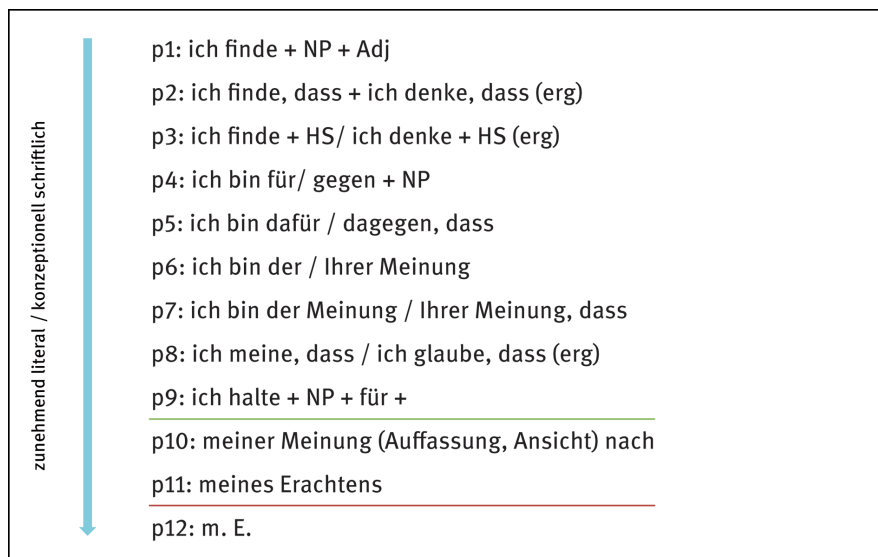 zunehmend literal / konzeptionell schriftlich
p1: ich finde + NP + Adj
p2: ich finde, dass + ich denke, dass (erg)
p3: ich finde + HS/ ich denke + HS (erg)
p4: ich bin für/ gegen + NP
p5: ich bin dafür / dagegen, dass
p6: ich bin der / Ihrer Meinung
p7: ich bin der Meinung / Ihrer Meinung, dass
p8: ich meine, dass / ich glaube, dass (erg)
p9: ich halte + NP + für +
p10: meiner Meinung (Auffassung, Ansicht) nach
p11: meines Erachtens
p12: m. E.